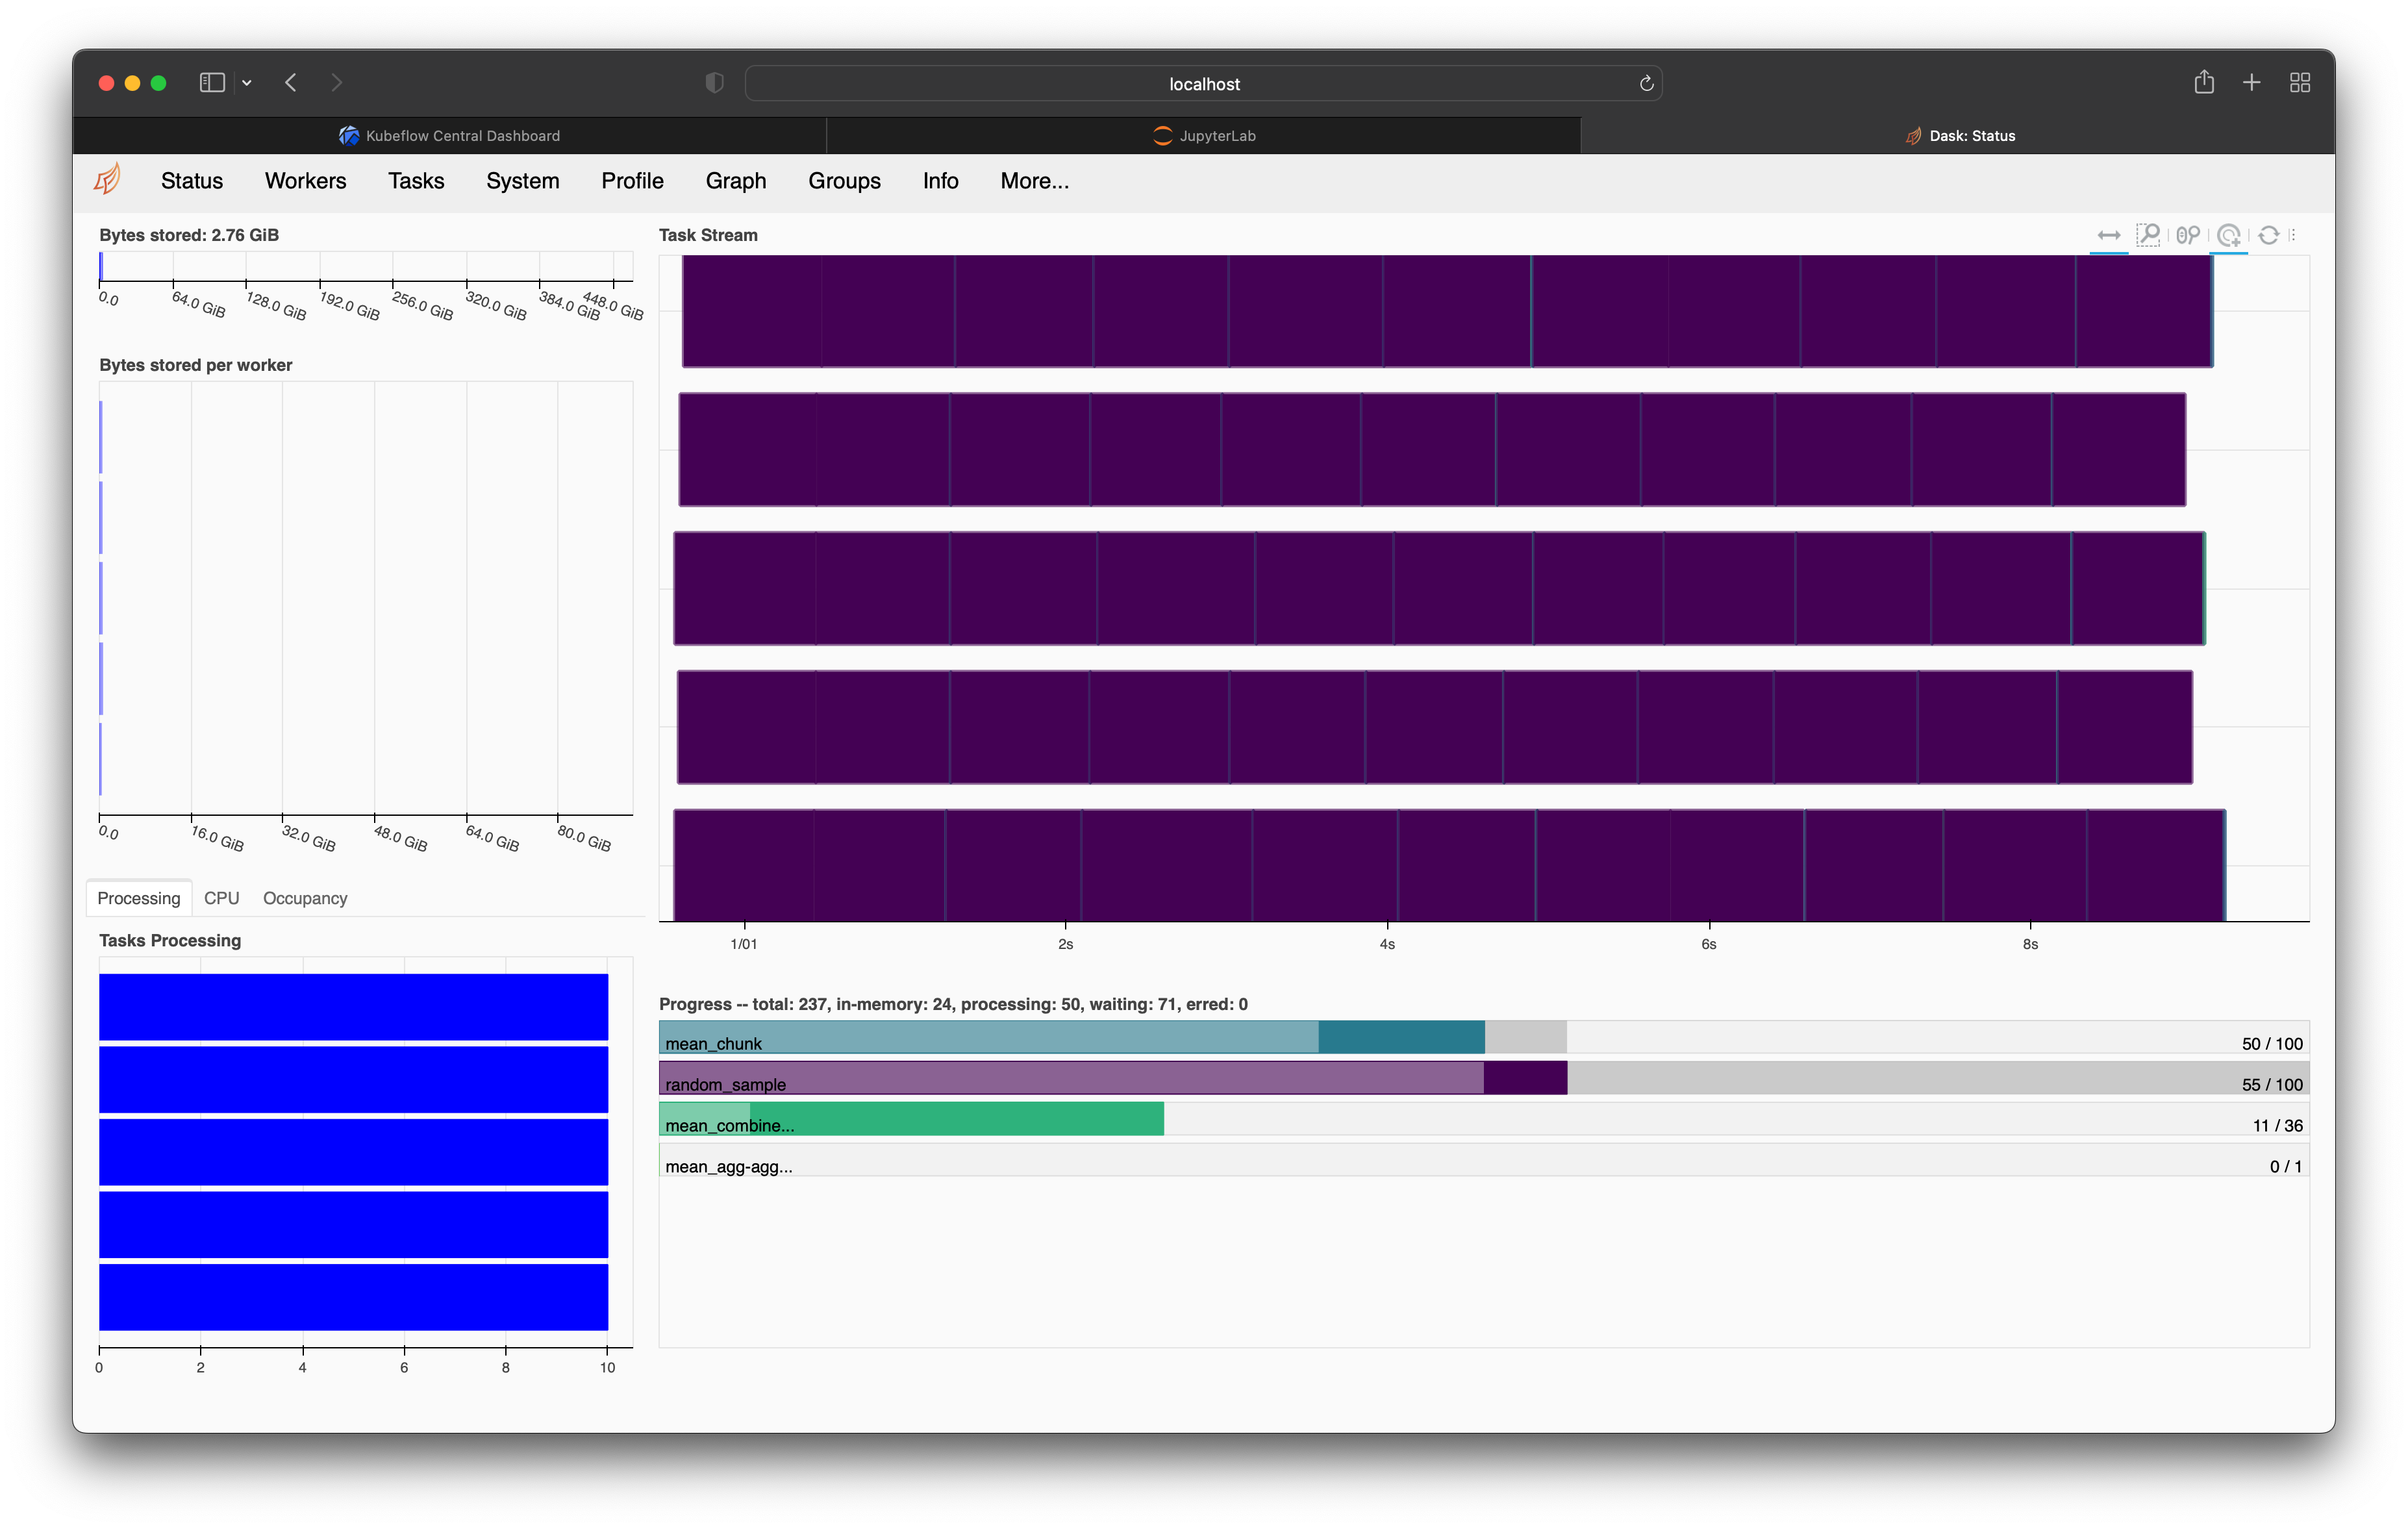 localhost
Kubeflow Central Dashboard
JupyterLab
Dask: Status
Status Workers Tasks System Profile Graph Groups Info More...
Bytes stored: 2.76 GiB
0.0 64.0 GiB 128.0 GiB 192.0 GiB 256.0 GiB 320.0 GiB 384.0 GiB 448.0 GiB
Bytes stored per worker
0.0 16.0 GiB 32.0 GiB 48.0 GiB 64.0 GiB 80.0 GiB
Processing CPU Occupancy
Tasks Processing
0 2 4 6 8 10
Task Stream
1/01 2s 4s 6s 8s
Progress -- total: 237, in-memory: 24, processing: 50, waiting: 71, erred: 0
mean_chunk 50 / 100
random_sample 55 / 100
mean_combine... 11 / 36
mean_agg-agg... 0 / 1